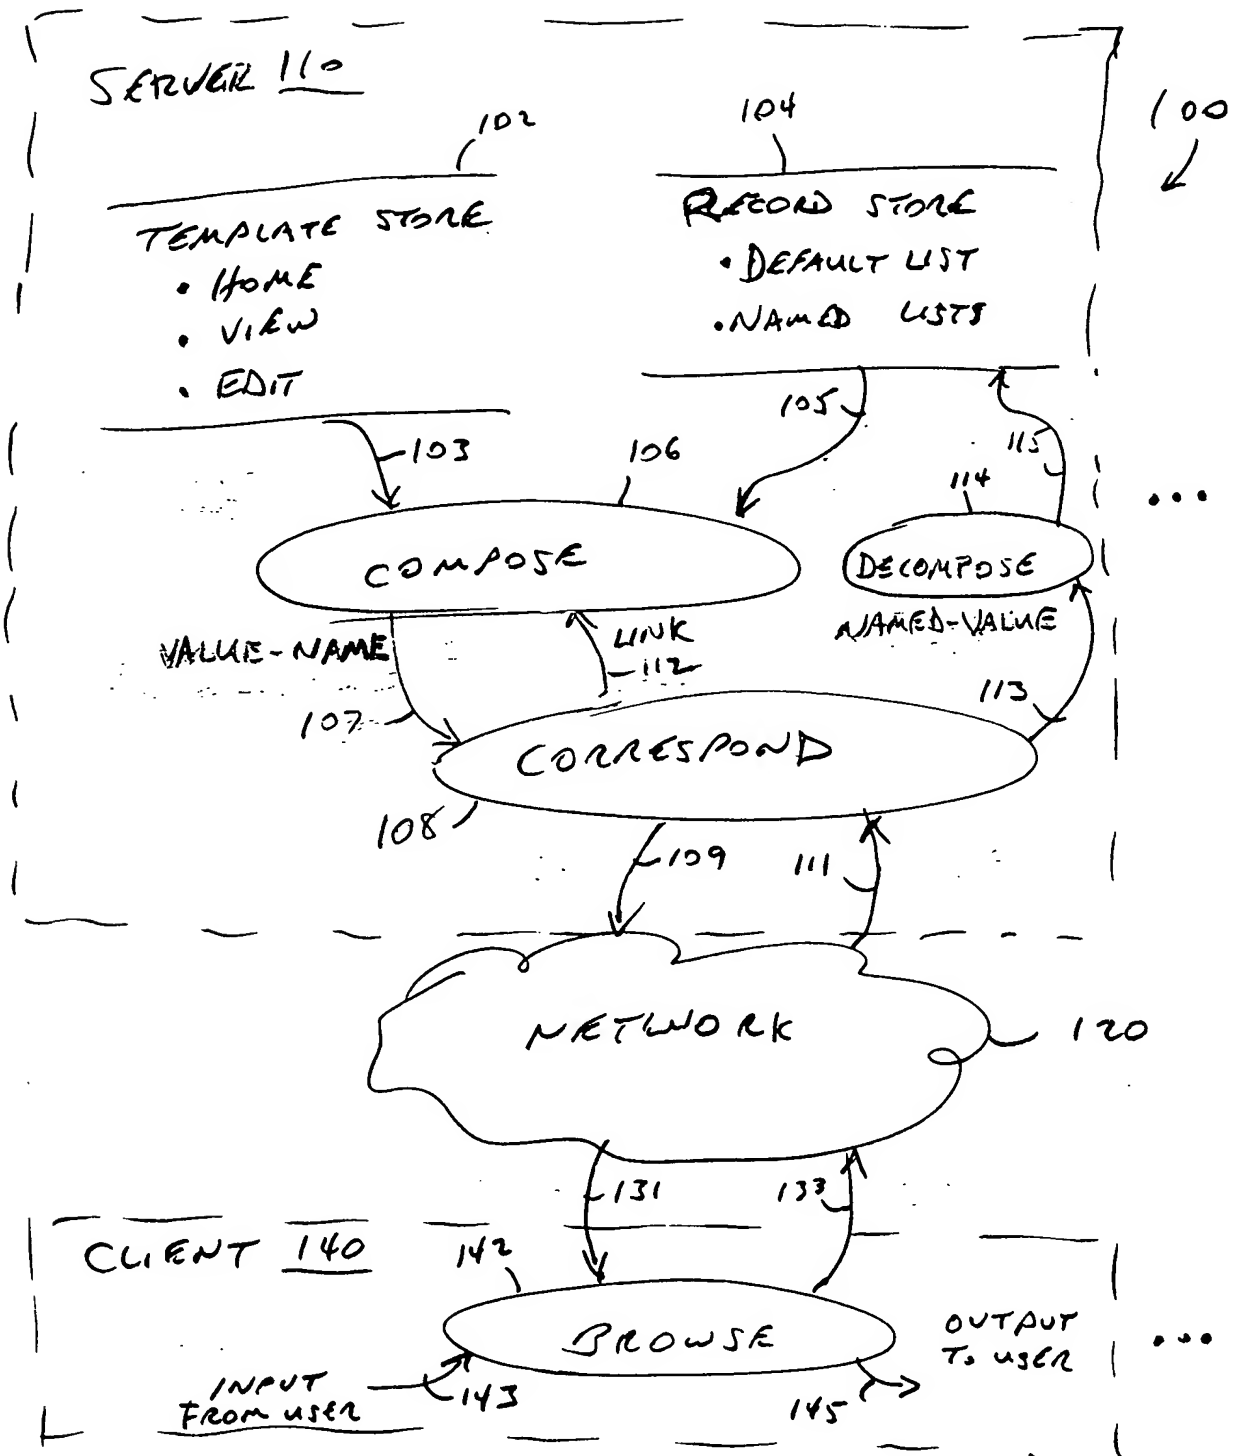 SERVER 110
100
102
104
TEMPLATE STORE
• HOME
• VIEW
• EDIT
RECORD STORE
• DEFAULT LIST
• NAMED LISTS
103
105
115
106
114
...
COMPOSE
DECOMPOSE
VALUE-NAME
LINK
112
NAMED-VALUE
107
113
CORRESPOND
108
109
111
NETWORK
120
131
133
CLIENT 140
142
BROWSE
OUTPUT
TO USER
...
INPUT
FROM USER
143
145